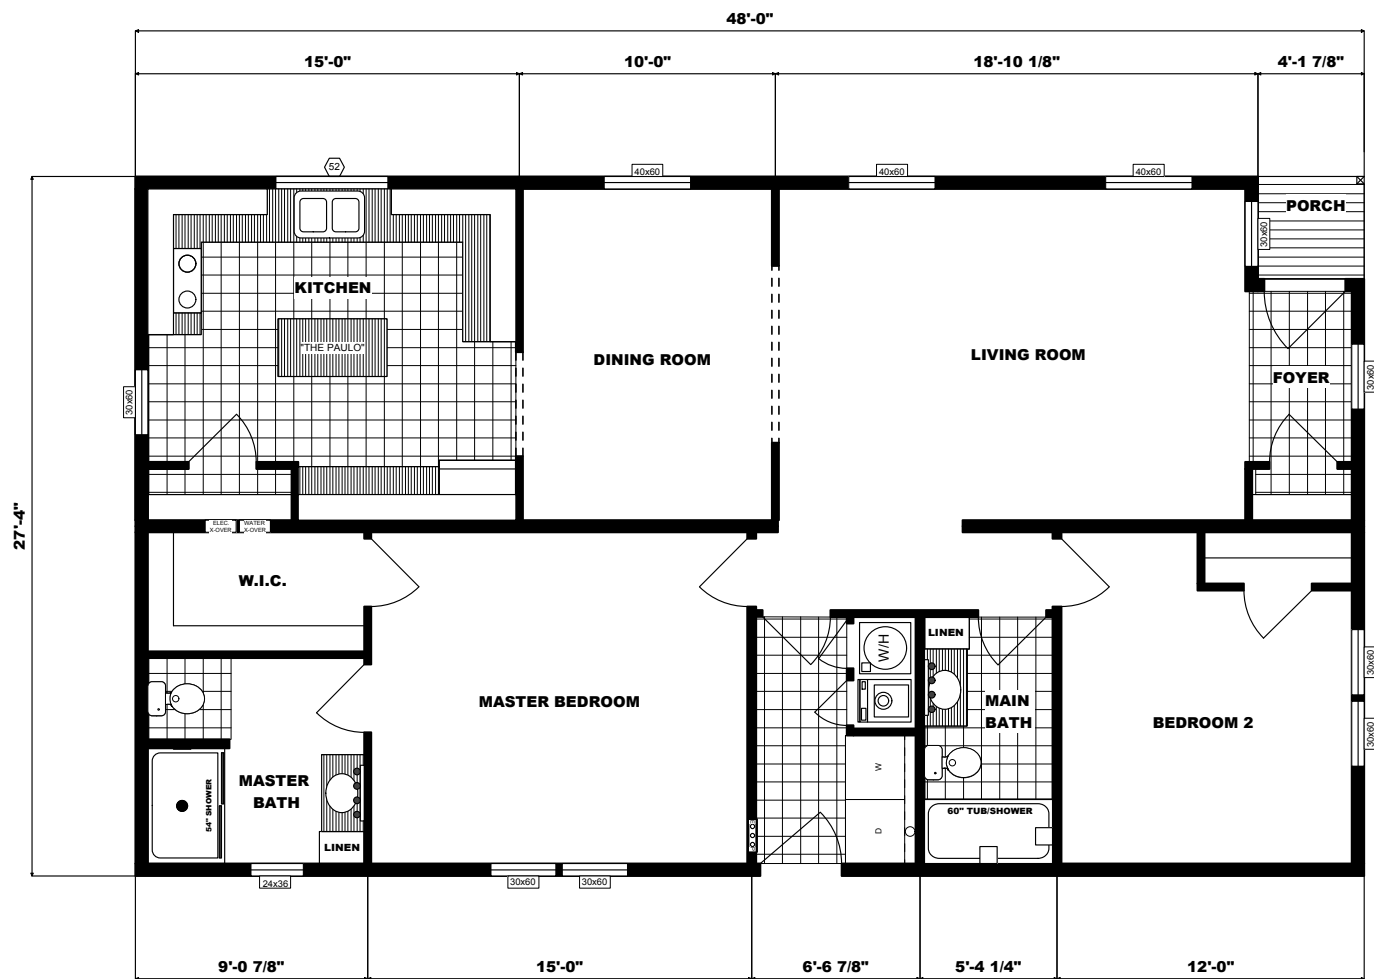 48'-0"
15'-0"
10'-0"
18'-10 1/8"
4'-1 7/8"
52
40x60
40x60
40x60
PORCH
30x60
KITCHEN
"THE PAULO"
DINING ROOM
LIVING ROOM
FOYER
30x60
30x60
27'-4"
ELEC.
X-OVER
WATER
X-OVER
W.I.C.
LINEN
W/H
MASTER BEDROOM
MAIN
BATH
BEDROOM 2
30x60
30x60
MASTER
BATH
54" SHOWER
W
D
60" TUB/SHOWER
LINEN
24x36
30x60
30x60
9'-0 7/8"
15'-0"
6'-6 7/8"
5'-4 1/4"
12'-0"